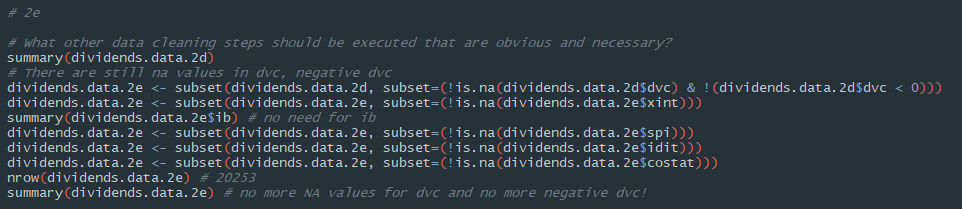 # 2e
# What other data cleaning steps should be executed that are obvious and necessary?
summary(dividends.data.2d)
# There are still na values in dvc, negative dvc
dividends.data.2e <- subset(dividends.data.2d, subset=(!is.na(dividends.data.2d$dvc) & !(dividends.data.2d$dvc < 0)))
dividends.data.2e <- subset(dividends.data.2e, subset=(!is.na(dividends.data.2e$xint)))
summary(dividends.data.2e$ib) # no need for ib
dividends.data.2e <- subset(dividends.data.2e, subset=(!is.na(dividends.data.2e$spi)))
dividends.data.2e <- subset(dividends.data.2e, subset=(!is.na(dividends.data.2e$idit)))
dividends.data.2e <- subset(dividends.data.2e, subset=(!is.na(dividends.data.2e$costat)))
nrow(dividends.data.2e) # 20253
summary(dividends.data.2e) # no more NA values for dvc and no more negative dvc!